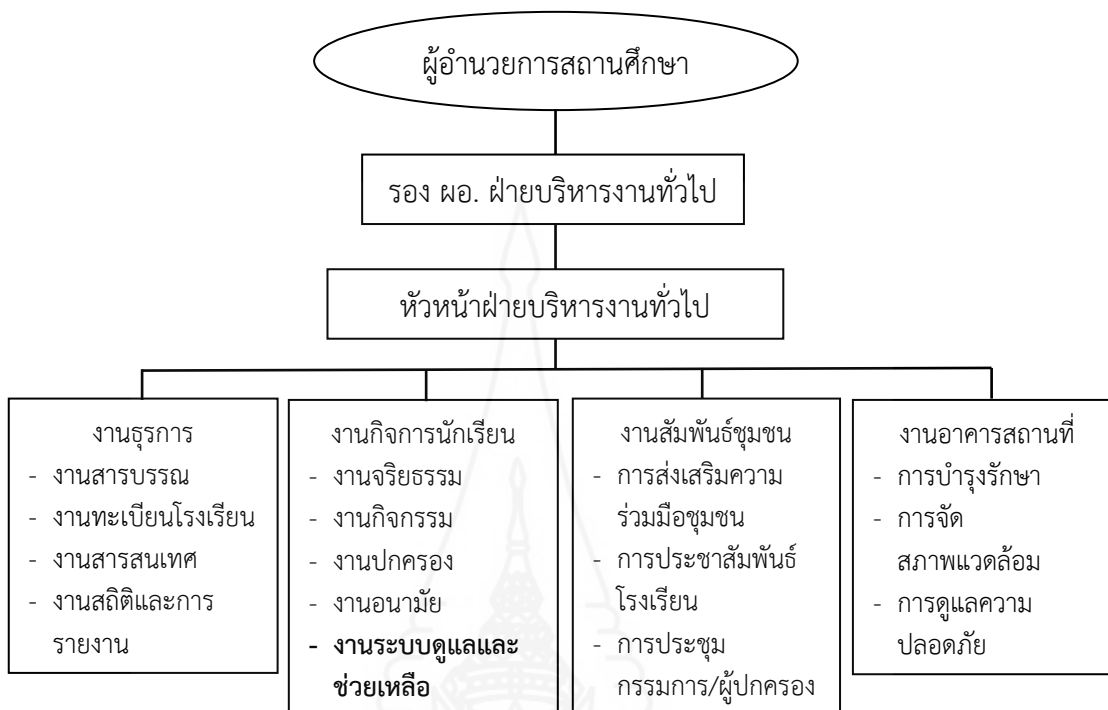 ผู้อำนวยการสถานศึกษา
รอง ผอ. ฝ่ายบริหารงานทั่วไป
หัวหน้าฝ่ายบริหารงานทั่วไป
งานธุรการ
- งานสารบรรณ
- งานทะเบียนโรงเรียน
- งานสารสนเทศ
- งานสถิติและการ
รายงาน
งานกิจการนักเรียน
- งานจริยธรรม
- งานกิจกรรม
- งานปกครอง
- งานอนามัย
- งานระบบดูแลและ
ช่วยเหลือ
งานสัมพันธ์ชุมชน
- การส่งเสริมความ
ร่วมมือชุมชน
- การประชาสัมพันธ์
โรงเรียน
- การประชุม
กรรมการ/ผู้ปกครอง
งานอาคารสถานที่
- การบำรุงรักษา
- การจัด
สภาพแวดล้อม
- การดูแลความ
ปลอดภัย